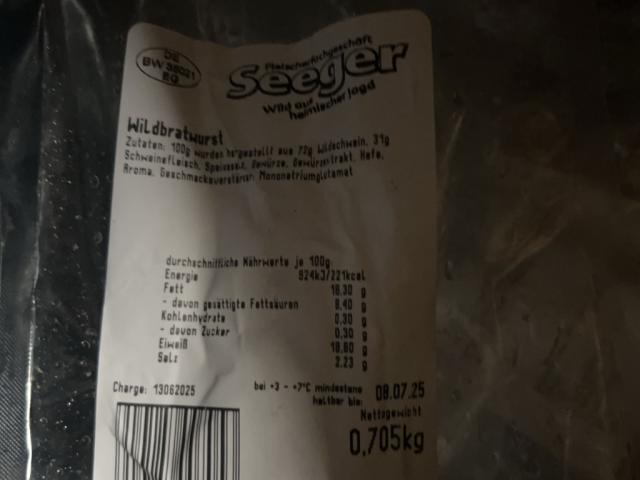 DE
BW 38021
EG
Fleischerfachgeschäft
Seeger
Wild aus
heimischer Jagd
Wildbratwurst
Zutaten: 100g wurden hergestellt aus 72g Wildschwein, 31g
Schweinefleisch, Speisesalz, Gewürze, Gewürzextrakt, Hefe,
Aroma, Geschmacksverstärker: Mononatriumglutamat
durchschnittliche Nährwerte je 100g
Energie 924kJ/221kcal
Fett 18,30 g
- davon gesättigte Fettsäuren 8,40 g
Kohlenhydrate 0,30 g
- davon Zucker 0,30 g
Eiweiß 18,80 g
Salz 2,23 g
Charge: 13062025
bei +3 - +7°C mindestens
haltbar bis: 08.07.25
Nettogewicht
0,705kg